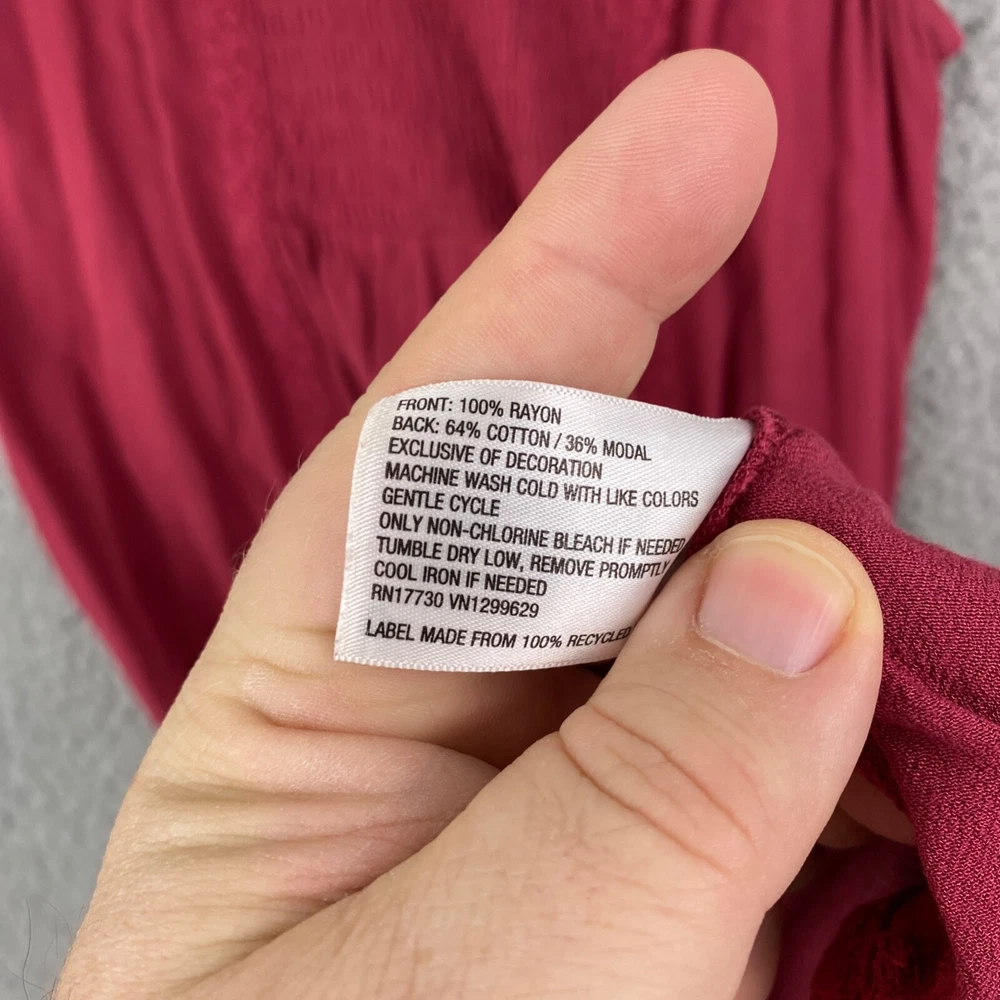 FRONT: 100% RAYON
BACK: 64% COTTON / 36% MODAL
EXCLUSIVE OF DECORATION
MACHINE WASH COLD WITH LIKE COLORS
GENTLE CYCLE
ONLY NON-CHLORINE BLEACH IF NEEDED
TUMBLE DRY LOW, REMOVE PROMPTLY
COOL IRON IF NEEDED
RN17730 VN1299629
LABEL MADE FROM 100% RECYCLED